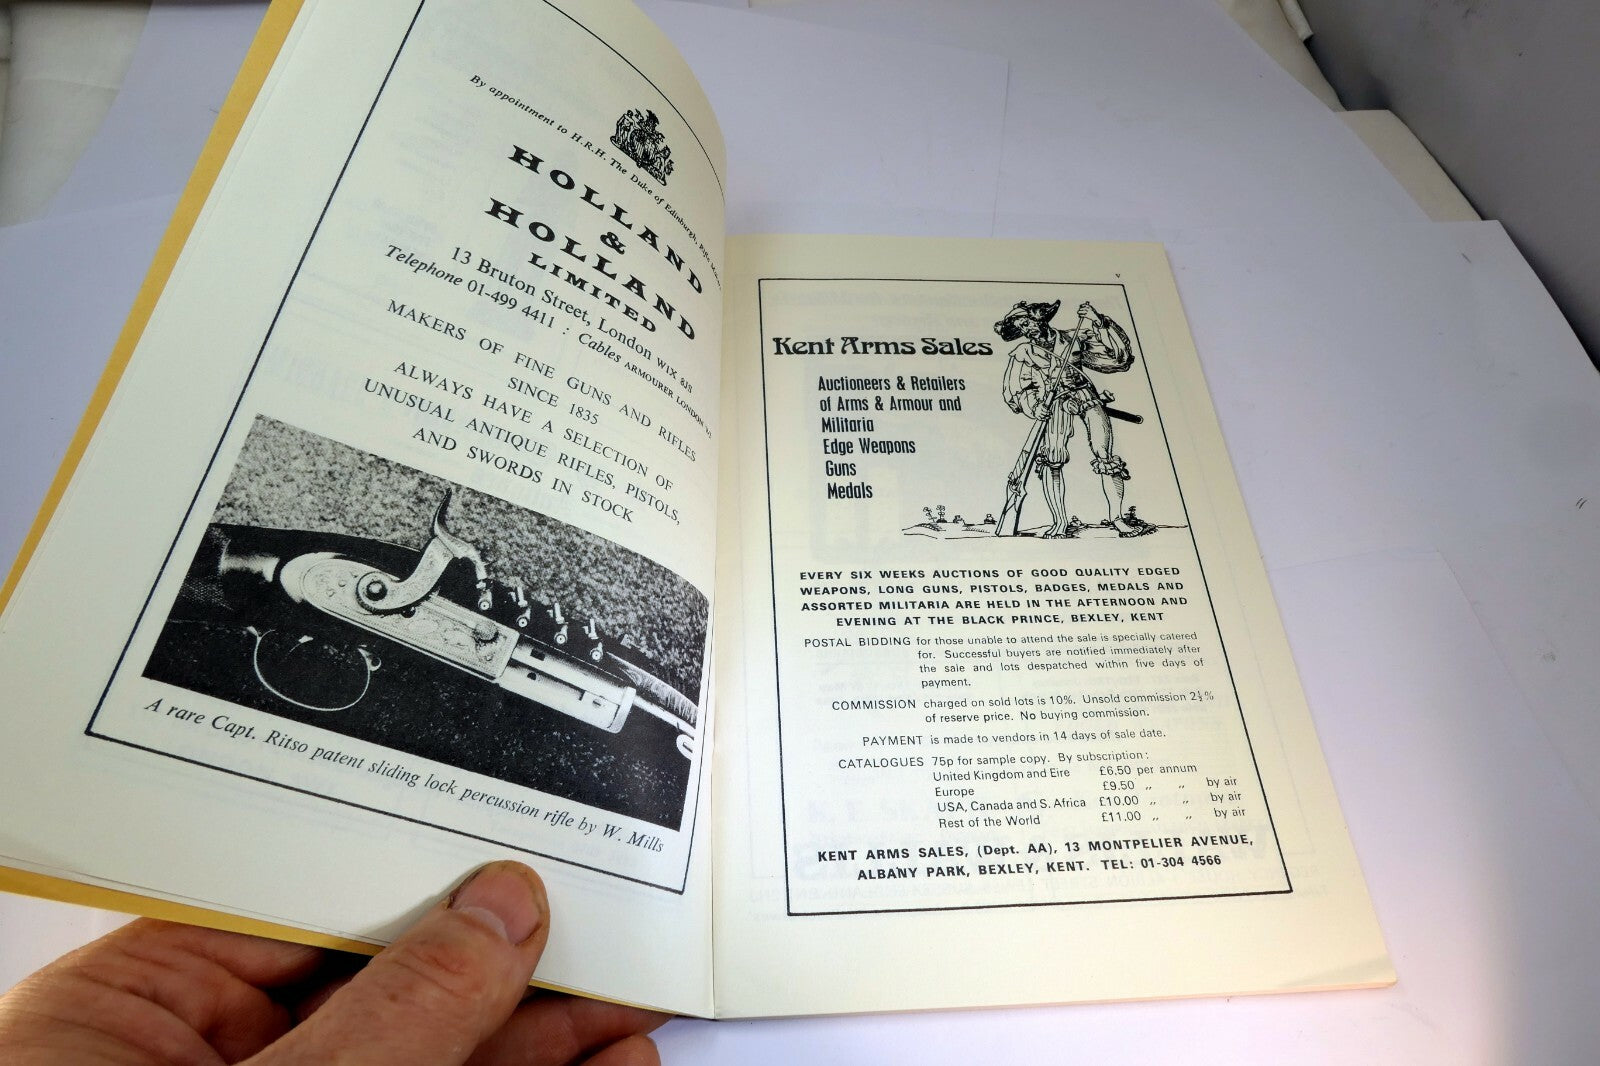 By appointment to H.R.H. The Duke of Edinburgh, Rifle Makers
HOLLAND
&
HOLLAND
LIMITED
13 Bruton Street, London W1X 8JS
Telephone 01-499 4411 : Cables ARMOURER LONDON W1
MAKERS OF FINE GUNS AND RIFLES
SINCE 1835
ALWAYS HAVE A SELECTION OF
UNUSUAL ANTIQUE RIFLES, PISTOLS,
AND SWORDS IN STOCK
A rare Capt. Ritso patent sliding lock percussion rifle by W. Mills
v
Kent Arms Sales
Auctioneers & Retailers
of Arms & Armour and
Militaria
Edge Weapons
Guns
Medals
EVERY SIX WEEKS AUCTIONS OF GOOD QUALITY EDGED
WEAPONS, LONG GUNS, PISTOLS, BADGES, MEDALS AND
ASSORTED MILITARIA ARE HELD IN THE AFTERNOON AND
EVENING AT THE BLACK PRINCE, BEXLEY, KENT
POSTAL BIDDING for those unable to attend the sale is specially catered
for. Successful buyers are notified immediately after
the sale and lots despatched within five days of
payment.
COMMISSION charged on sold lots is 10%. Unsold commission 2½%
of reserve price. No buying commission.
PAYMENT is made to vendors in 14 days of sale date.
CATALOGUES 75p for sample copy. By subscription:
United Kingdom and Eire £6.50 per annum
Europe £9.50 ,, ,, by air
USA, Canada and S. Africa £10.00 ,, ,, by air
Rest of the World £11.00 ,, ,, by air
KENT ARMS SALES, (Dept. AA), 13 MONTPELIER AVENUE,
ALBANY PARK, BEXLEY, KENT. TEL: 01-304 4566